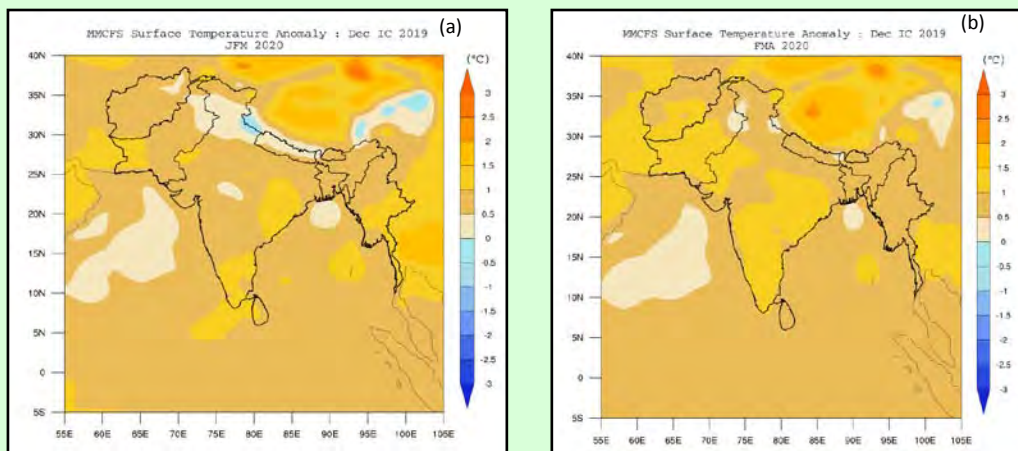 MMCFS Surface Temperature Anomaly : Dec IC 2019
(a)
JFM 2020
(°C)
40N
35N
30N
25N
20N
15N
10N
5N
0
5S
55E 60E 65E 70E 75E 80E 85E 90E 95E 100E 105E
3
2.5
2
1.5
1
0.5
0
-0.5
-1
-1.5
-2
-2.5
-3
MMCFS Surface Temperature Anomaly : Dec IC 2019
(b)
FMA 2020
(°C)
40N
35N
30N
25N
20N
15N
10N
5N
0
5S
55E 60E 65E 70E 75E 80E 85E 90E 95E 100E 105E
3
2.5
2
1.5
1
0.5
0
-0.5
-1
-1.5
-2
-2.5
-3